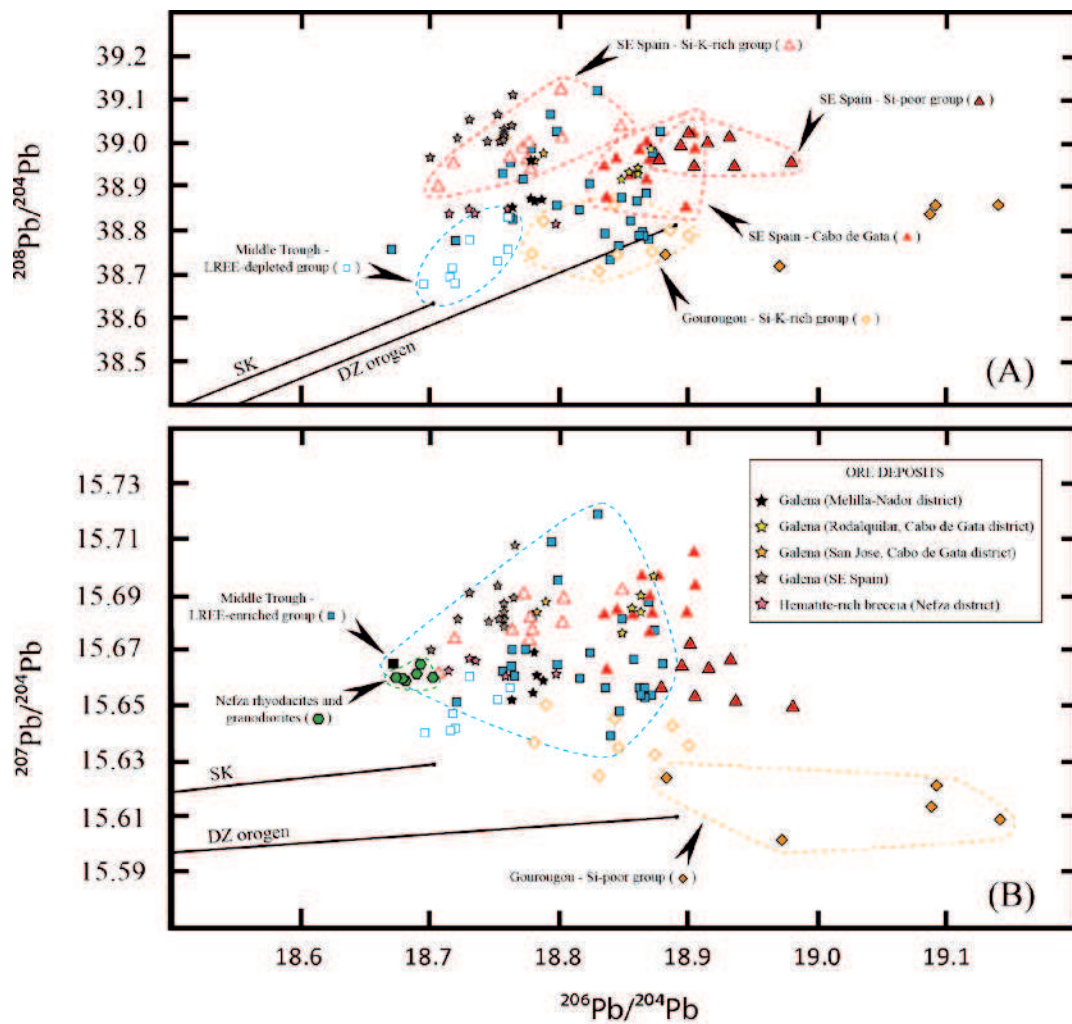 39.2
39.1
39.0
38.9
38.8
38.7
38.6
38.5
²⁰⁸Pb/²⁰⁴Pb
SE Spain - Si-K-rich group ( )
SE Spain - Si-poor group ( )
SE Spain - Cabo de Gata ( )
Middle Trough -
LREE-depleted group ( )
Gourougou - Si-K-rich group ( )
SK
DZ orogen
(A)
15.73
15.71
15.69
15.67
15.65
15.63
15.61
15.59
²⁰⁷Pb/²⁰⁴Pb
ORE DEPOSITS
Galena (Melilla-Nador district)
Galena (Rodalquilar, Cabo de Gata district)
Galena (San Jose, Cabo de Gata district)
Galena (SE Spain)
Hematite-rich breccia (Nefza district)
Middle Trough -
LREE-enriched group ( )
Nefza rhyodacites and
granodiorites ( )
SK
DZ orogen
Gourougou - Si-poor group ( )
(B)
18.6 18.7 18.8 18.9 19.0 19.1
²⁰⁶Pb/²⁰⁴Pb